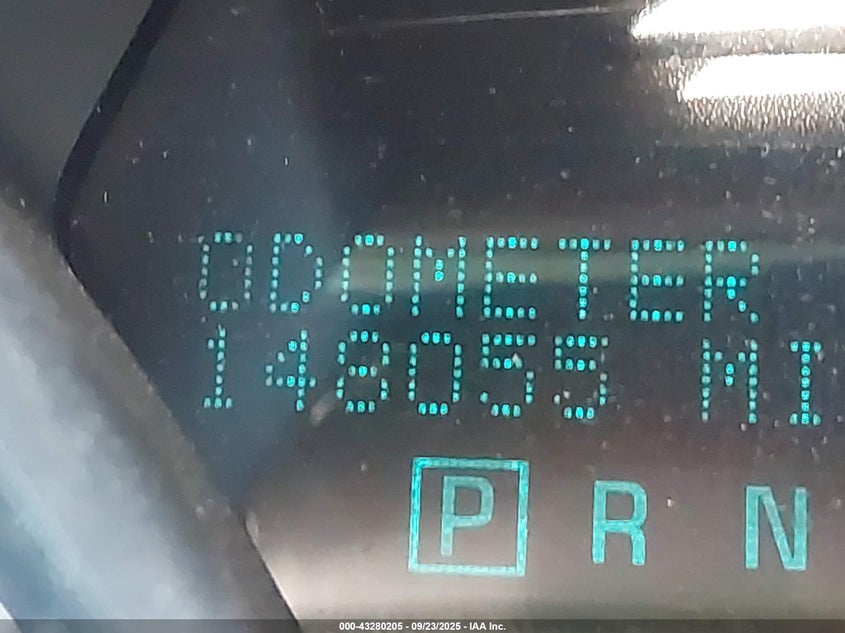 ODOMETER
148055 MI
P R N
000-43280205 - 09/23/2025 - IAA Inc.